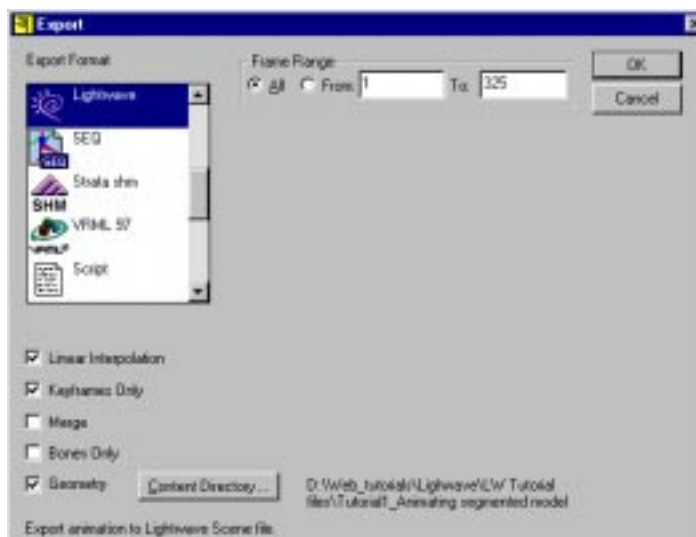 Export
Export Format
Frame Range
All From: 1 To: 325
OK
Cancel
Lightwave
SEQ
SEQ
Strata shm
SHM
VRML 97
VRML
Script
Linear Interpolation
Keyframes Only
Merge
Bones Only
Geometry
Content Directory...
D:\Web_tutorials\Lighwave\LW Tutorial
files\Tutorial1_Animating segmented model
Export animation to Lightwave Scene file.